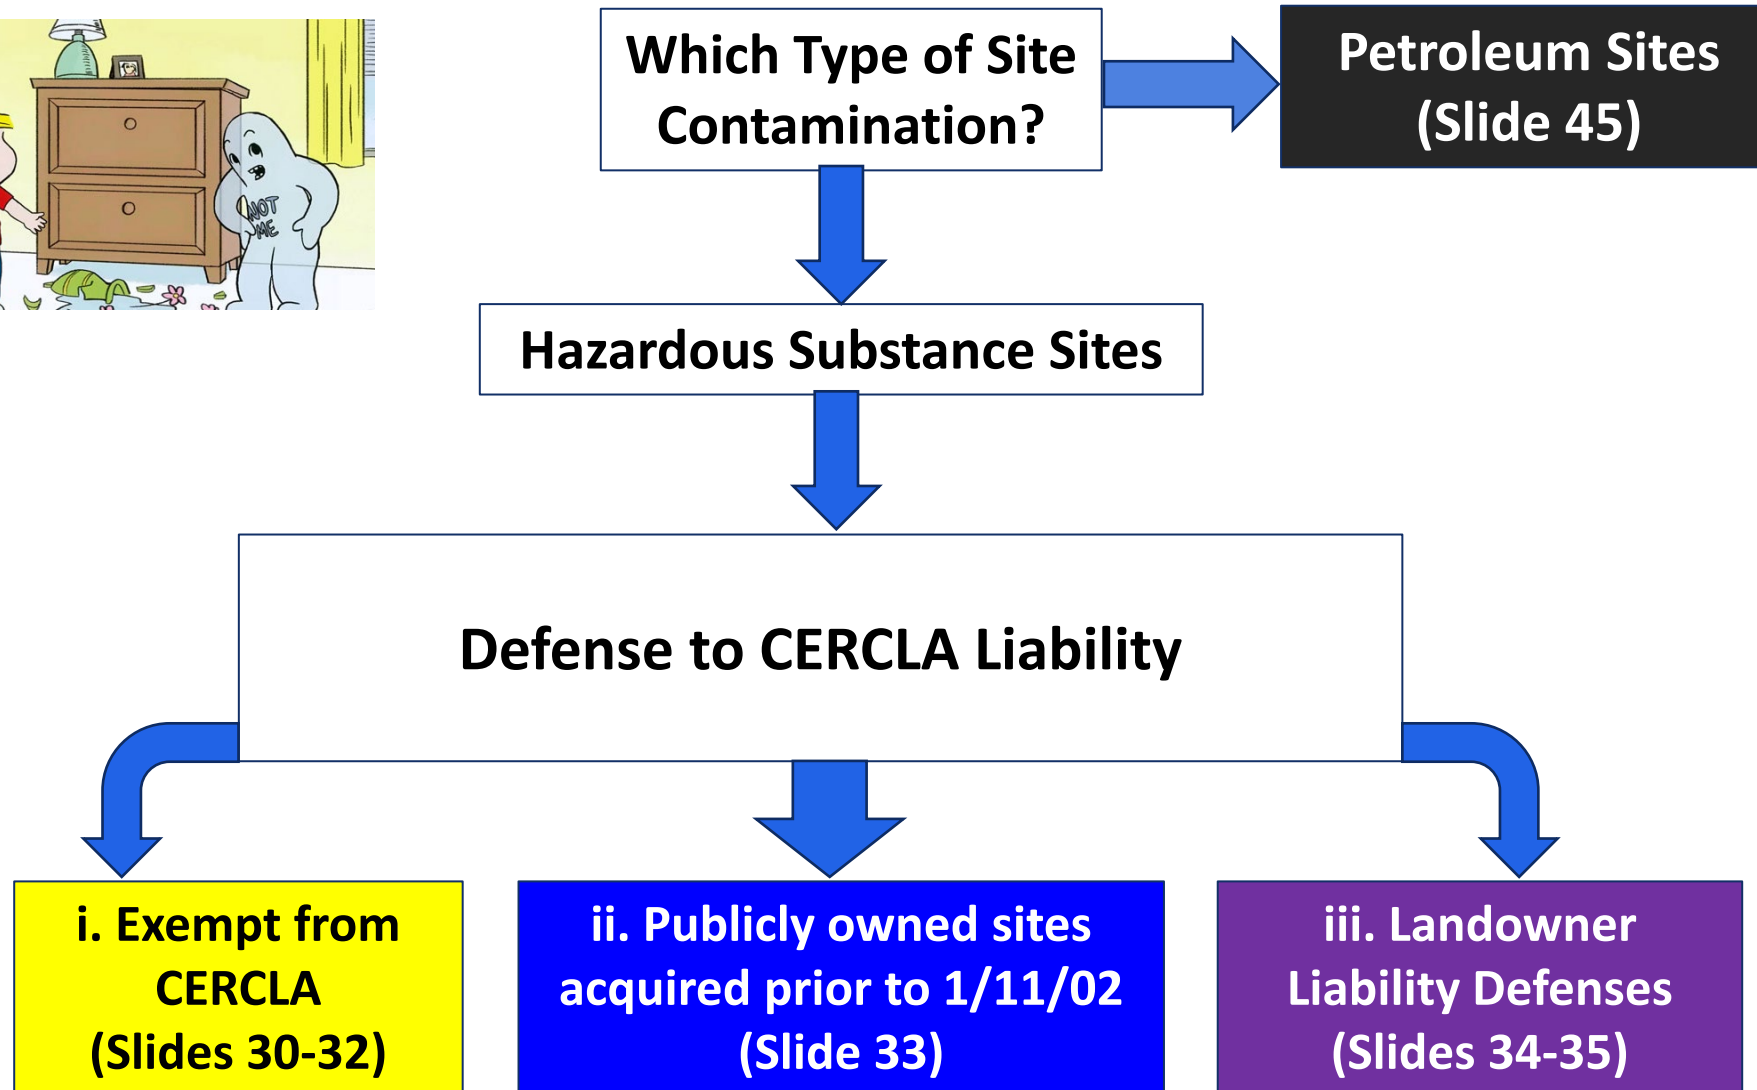 Which Type of Site
Contamination?
Petroleum Sites
(Slide 45)
NOT
ME
Hazardous Substance Sites
Defense to CERCLA Liability
i. Exempt from
CERCLA
(Slides 30-32)
ii. Publicly owned sites
acquired prior to 1/11/02
(Slide 33)
iii. Landowner
Liability Defenses
(Slides 34-35)